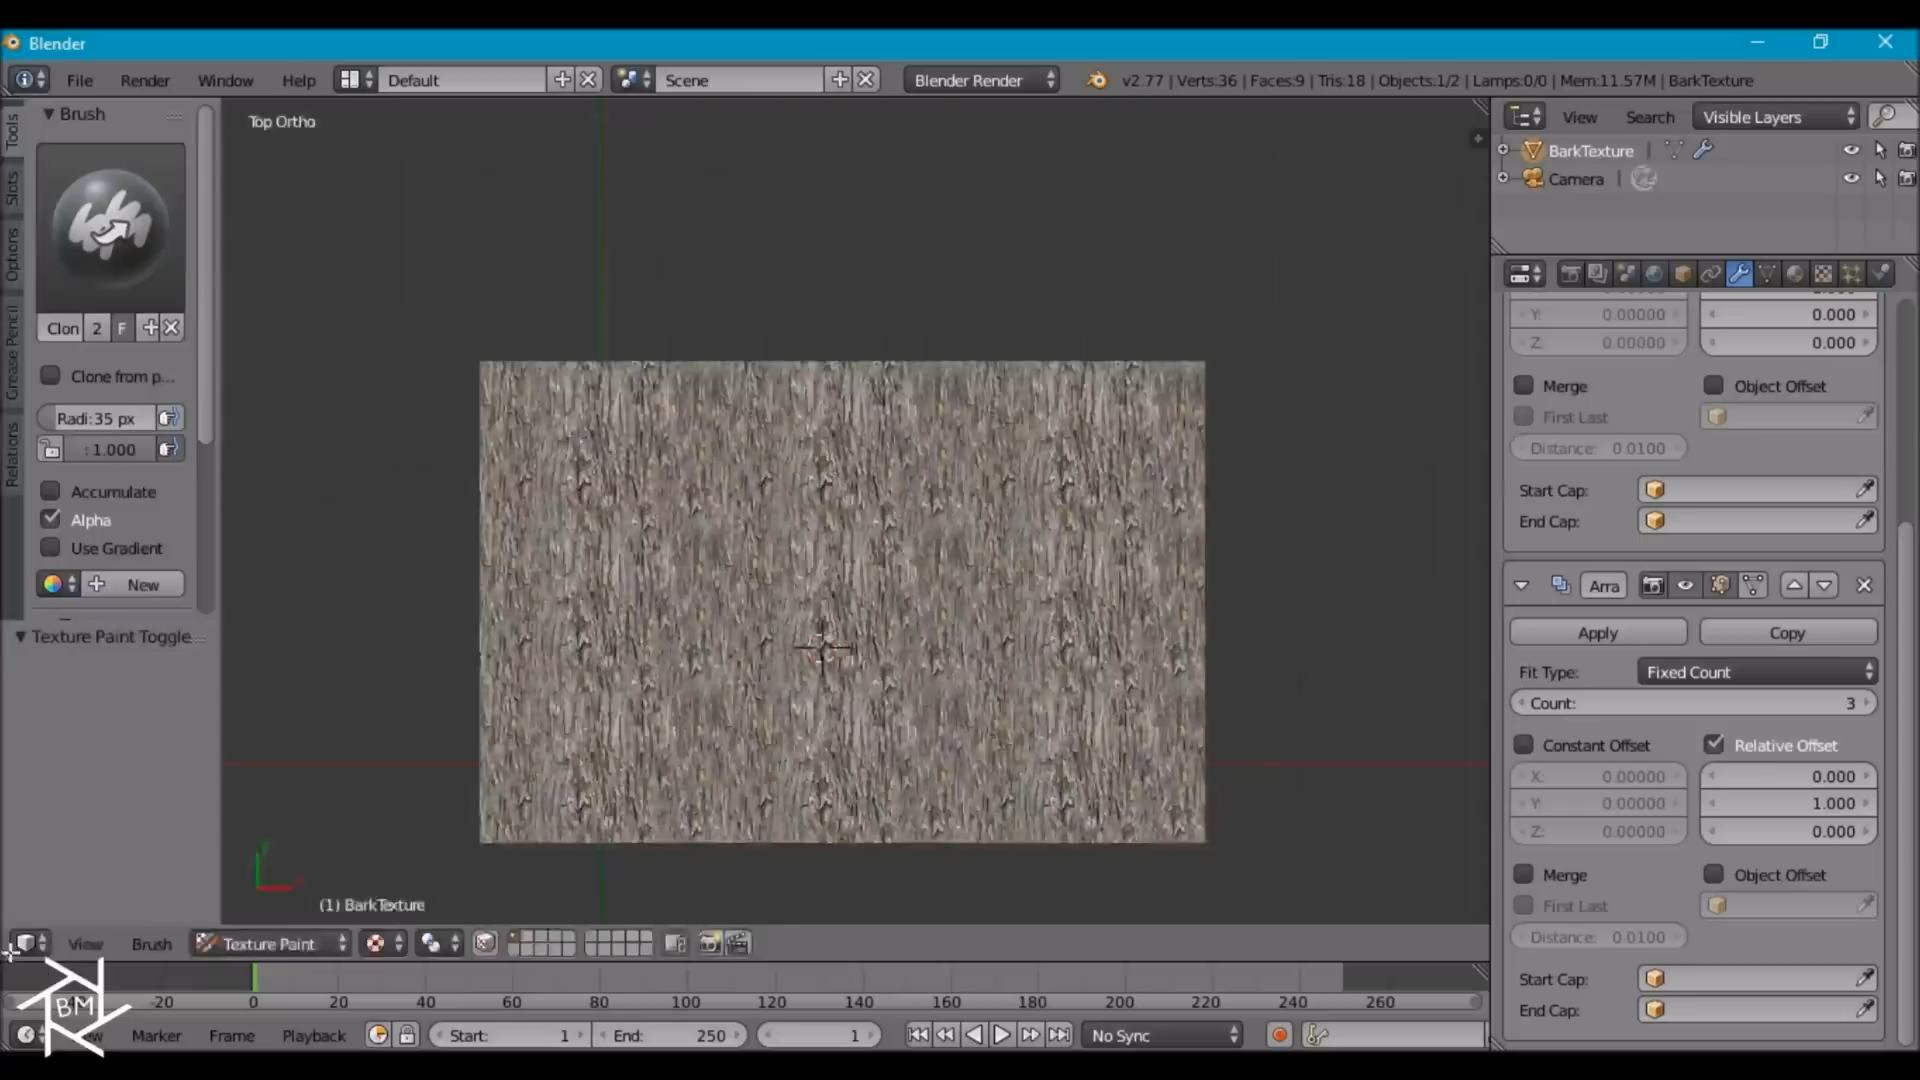 Blender
File Render Window Help Default Scene Blender Render v2.77 | Verts:36 | Faces:9 | Tris:18 | Objects:1/2 | Lamps:0/0 | Mem:11.57M | BarkTexture
Brush
Tools
Slots
Options
Grease Pencil
Relations
Clon 2 F
Clone from p...
Radi: 35 px
: 1.000
Accumulate
Alpha
Use Gradient
New
Texture Paint Toggle
Top Ortho
(1) BarkTexture
View Brush Texture Paint
-20 0 20 40 60 80 100 120 140 160 180 200 220 240 260
BM
Marker Frame Playback Start: 1 End: 250 1 No Sync
View Search Visible Layers
BarkTexture
Camera
Y: 0.00000 0.000
Z: 0.00000 0.000
Merge Object Offset
First Last
Distance: 0.0100
Start Cap:
End Cap:
Arra
Apply Copy
Fit Type: Fixed Count
Count: 3
Constant Offset Relative Offset
X: 0.00000 0.000
Y: 0.00000 1.000
Z: 0.00000 0.000
Merge Object Offset
First Last
Distance: 0.0100
Start Cap:
End Cap: